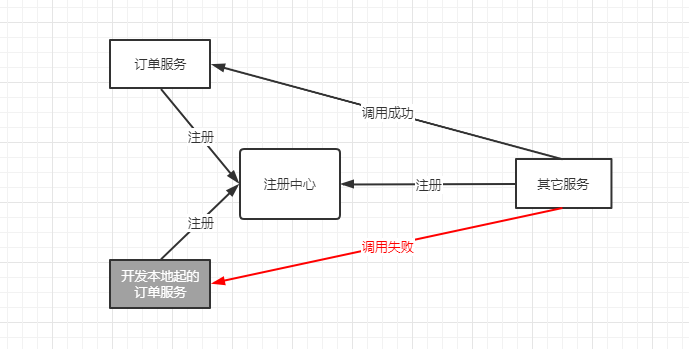 订单服务
调用成功
注册
注册中心
注册
其它服务
注册
调用失败
开发本地起的
订单服务